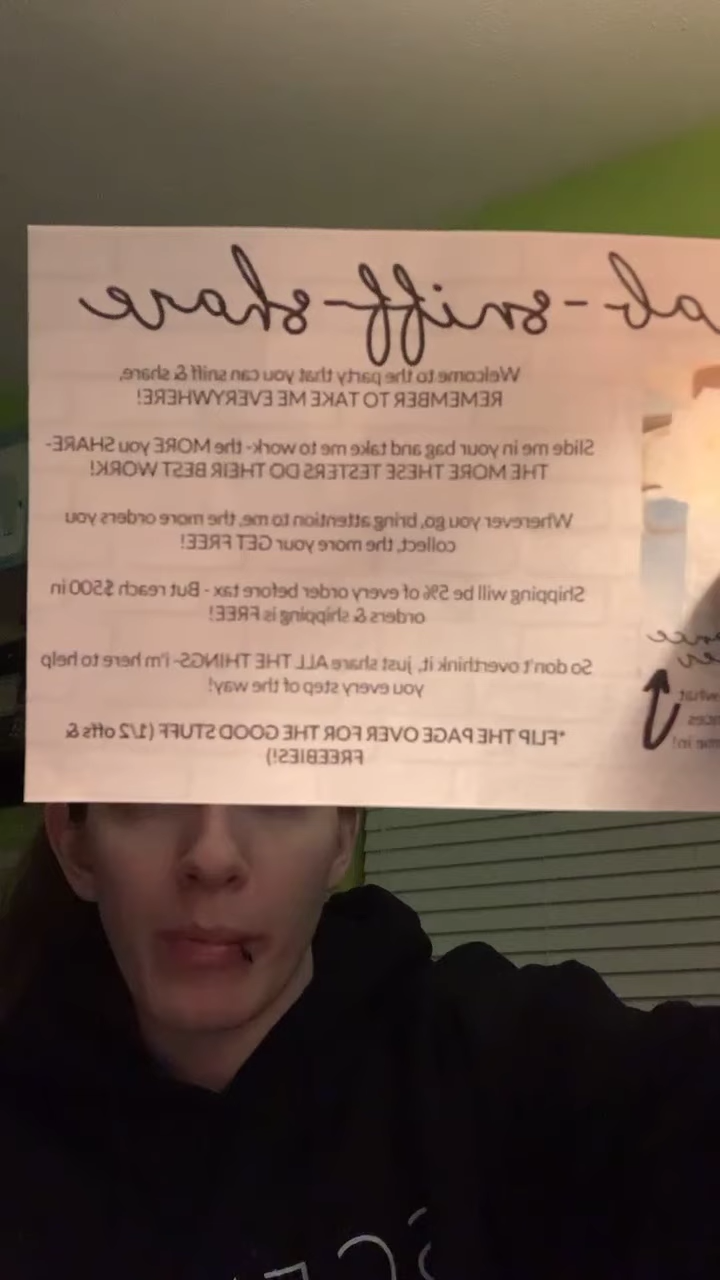 ab-sniff-share
Welcome to the party that you can sniff & share,
REMEMBER TO TAKE ME EVERYWHERE!
Slide me in your bag and take em to work- the MORE you SHARE-
THE MORE THESE TESTERS DO THEIR BEST WORK!
Wherever you go, bring attention to me, the more orders you
collect, the more your GET FREE!
Shipping will be 5% of every order before tax - But reach $500 in
orders & shipping is FREE!
So don't overthink it, just share ALL THE THINGS- i'm here to help
you every step of the way!
*FLIP THE PAGE OVER FOR THE GOOD STUFF (1/2 offs &
FREEBIES!)
what
me in!